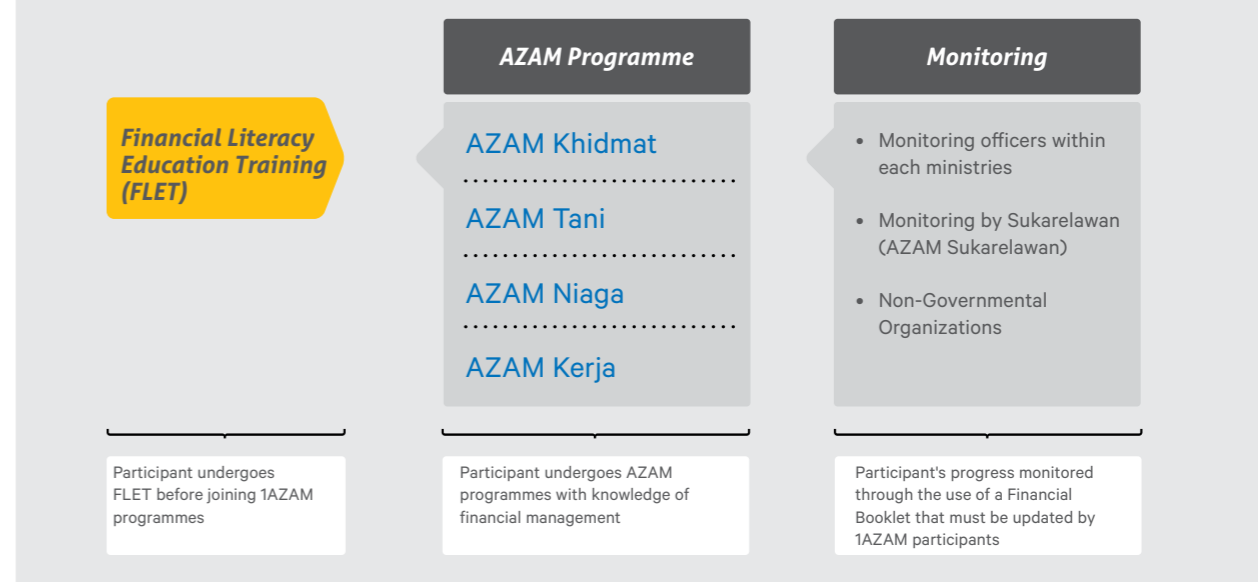 Financial Literacy
Education Training
(FLET)
Participant undergoes
FLET before joining 1AZAM
programmes
AZAM Programme
AZAM Khidmat
AZAM Tani
AZAM Niaga
AZAM Kerja
Participant undergoes AZAM
programmes with knowledge of
financial management
Monitoring
• Monitoring officers within
each ministries
• Monitoring by Sukarelawan
(AZAM Sukarelawan)
• Non-Governmental
Organizations
Participant's progress monitored
through the use of a Financial
Booklet that must be updated by
1AZAM participants